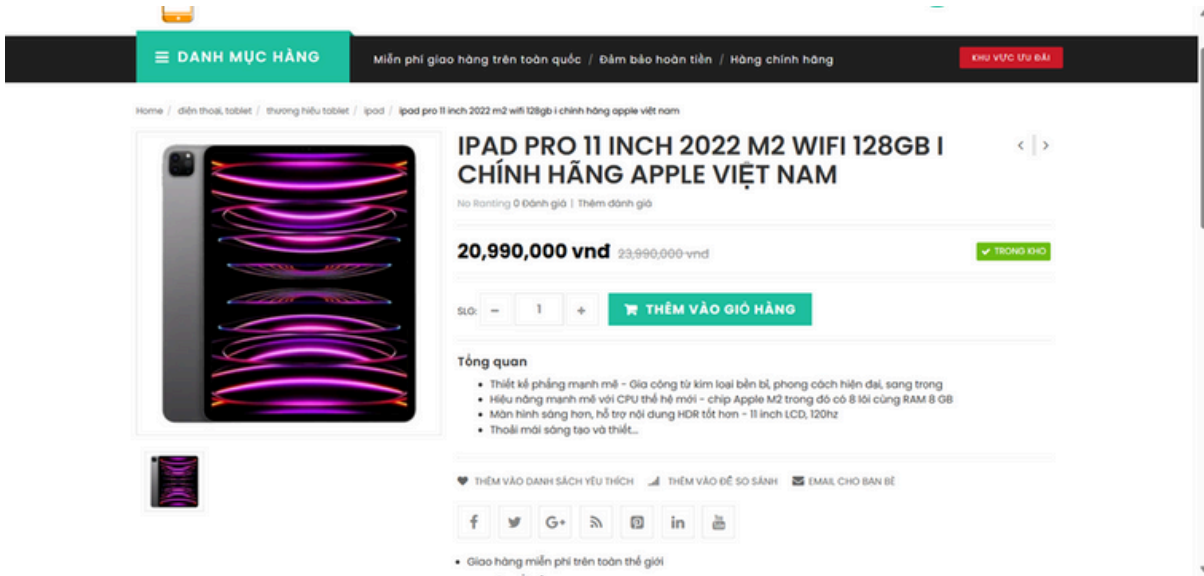 DANH MỤC HÀNG
Miễn phí giao hàng trên toàn quốc / Đảm bảo hoàn tiền / Hàng chính hãng
KHU VỰC ƯU ĐÃI
Home / điện thoại, tablet / thương hiệu tablet / ipad / ipad pro 11 inch 2022 m2 wifi 128gb i chính hãng apple việt nam
IPAD PRO 11 INCH 2022 M2 WIFI 128GB I
CHÍNH HÃNG APPLE VIỆT NAM
No Ranting 0 Đánh giá | Thêm đánh giá
20,990,000 vnđ 23,990,000 vnđ
TRONG KHO
SLG: - 1 +
THÊM VÀO GIỎ HÀNG
Tổng quan
• Thiết kế phẳng mạnh mẽ - Gia công từ kim loại bền bỉ, phong cách hiện đại, sang trọng
• Hiệu năng mạnh mẽ với CPU thế hệ mới - chip Apple M2 trong đó có 8 lõi cùng RAM 8 GB
• Màn hình sáng hơn, hỗ trợ nội dung HDR tốt hơn - 11 inch LCD, 120hz
• Thoải mái sáng tạo và thiết...
THÊM VÀO DANH SÁCH YÊU THÍCH THÊM VÀO ĐỂ SO SÁNH EMAIL CHO BẠN BÈ
• Giao hàng miễn phí trên toàn thế giới